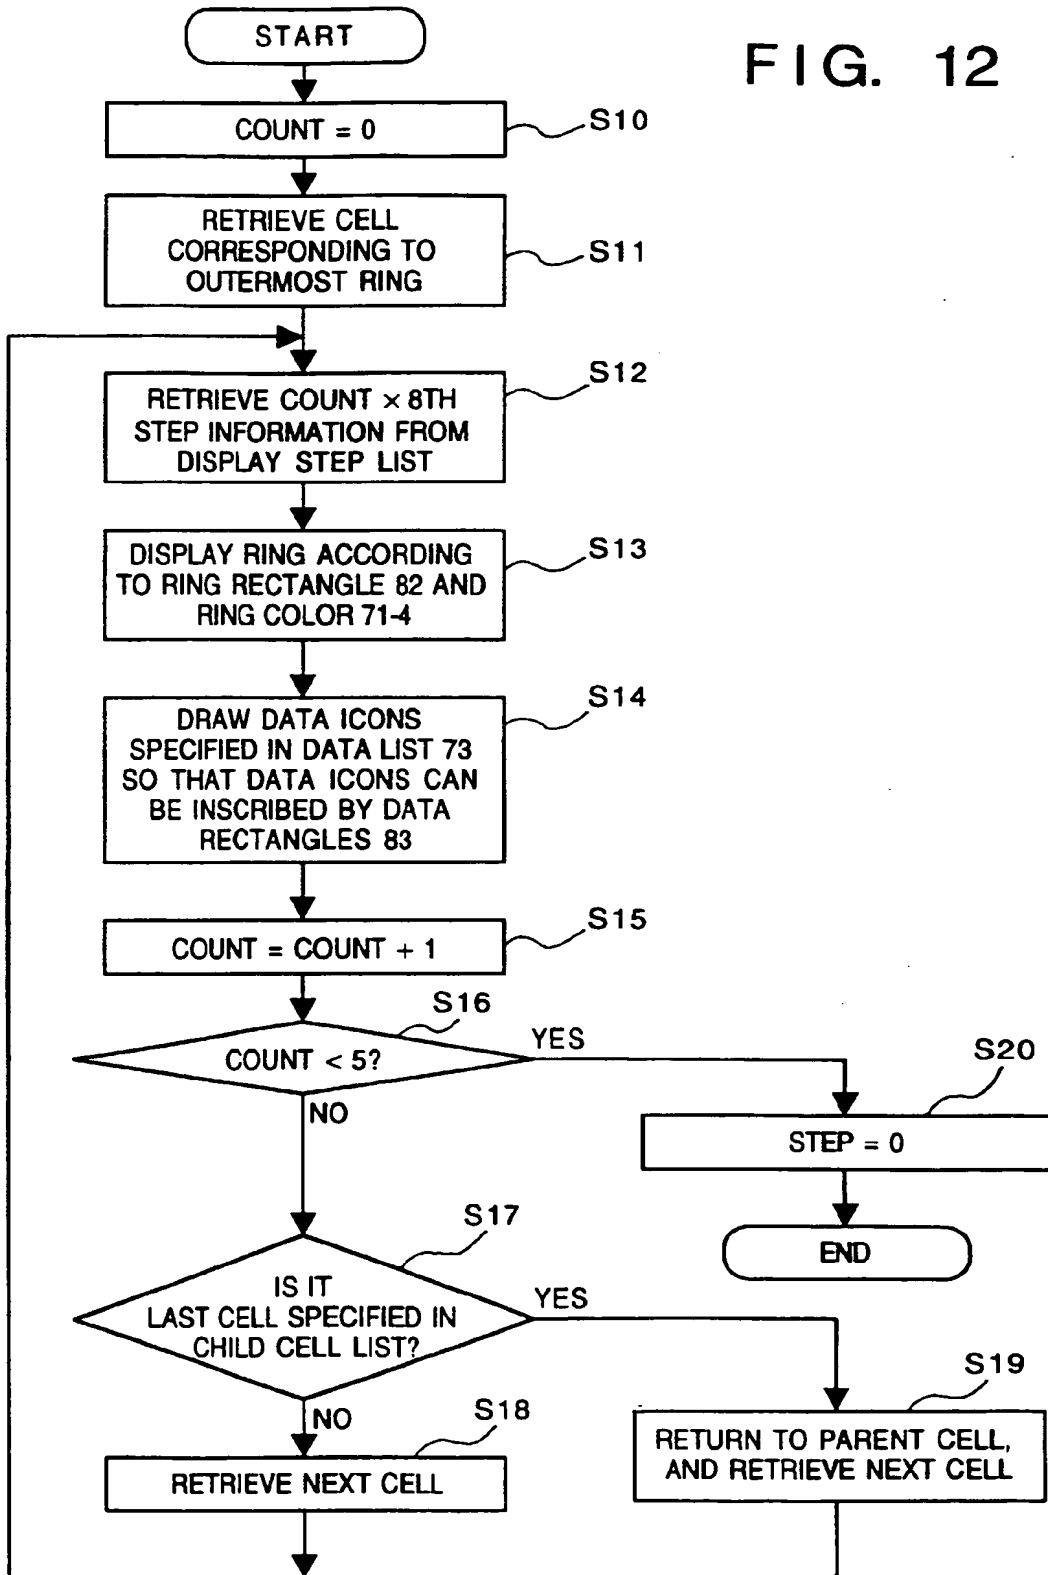 START
FIG. 12
COUNT = 0
S10
RETRIEVE CELL
CORRESPONDING TO
OUTERMOST RING
S11
S12
RETRIEVE COUNT × 8TH
STEP INFORMATION FROM
DISPLAY STEP LIST
S13
DISPLAY RING ACCORDING
TO RING RECTANGLE 82 AND
RING COLOR 71-4
S14
DRAW DATA ICONS
SPECIFIED IN DATA LIST 73
SO THAT DATA ICONS CAN
BE INSCRIBED BY DATA
RECTANGLES 83
S15
COUNT = COUNT + 1
S16
COUNT < 5?
YES
NO
S20
STEP = 0
END
S17
IS IT
LAST CELL SPECIFIED IN
CHILD CELL LIST?
YES
NO
S18
RETRIEVE NEXT CELL
S19
RETURN TO PARENT CELL,
AND RETRIEVE NEXT CELL